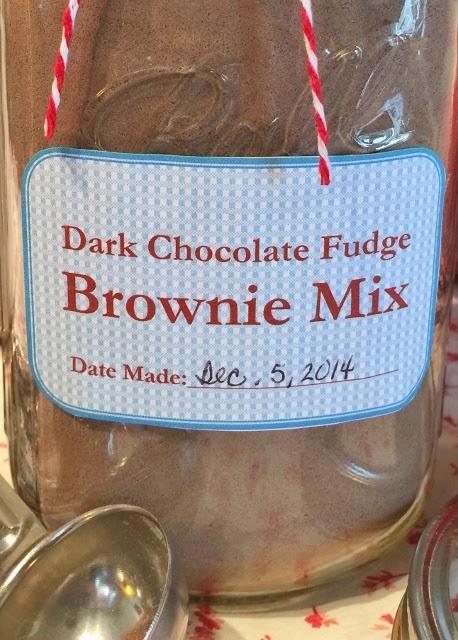 Dark Chocolate Fudge
Brownie Mix
Date Made: Dec. 5, 2014